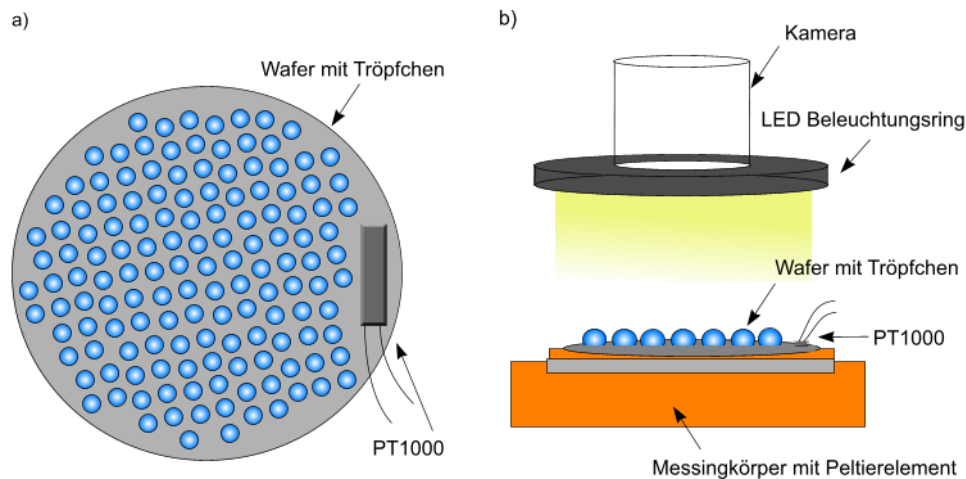 a)
Wafer mit Tröpfchen
PT1000
b)
Kamera
LED Beleuchtungsring
Wafer mit Tröpfchen
PT1000
Messingkörper mit Peltierelement